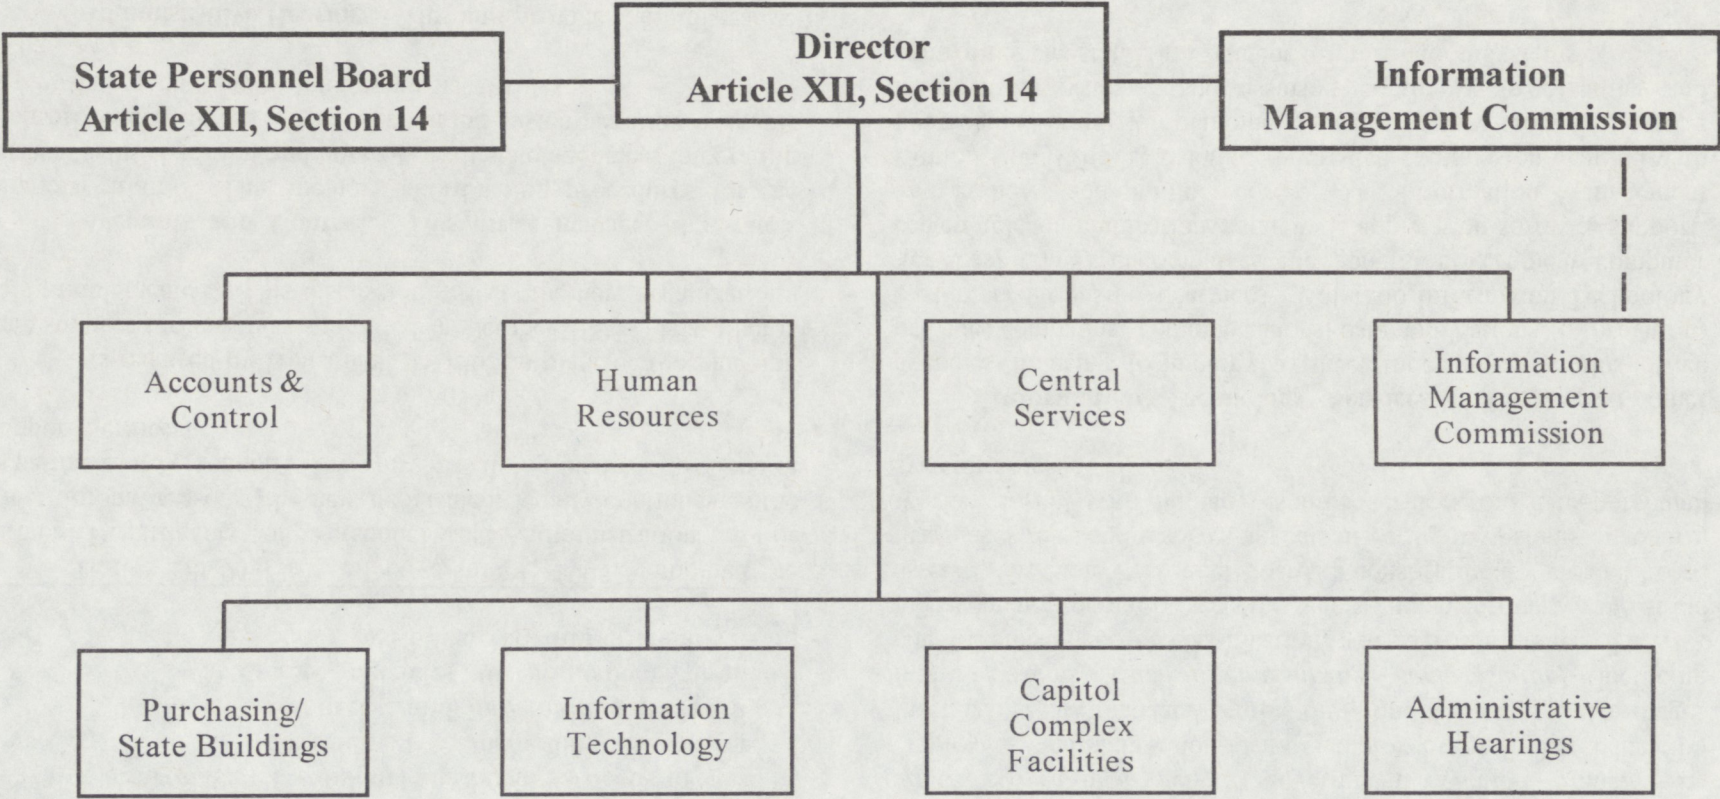 State Personnel Board
Article XII, Section 14
Director
Article XII, Section 14
Information
Management Commission
Accounts &
Control
Human
Resources
Central
Services
Information
Management
Commission
Purchasing/
State Buildings
Information
Technology
Capitol
Complex
Facilities
Administrative
Hearings